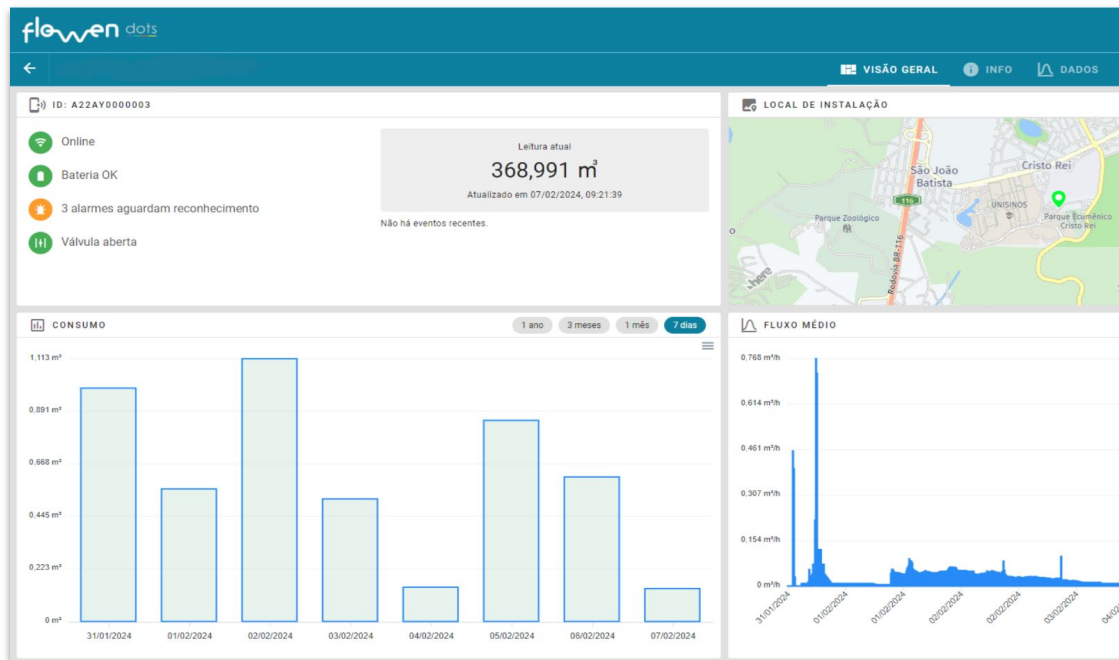 flowen dots
VISÃO GERAL
INFO
DADOS
ID: A22AY0000003
Online
Bateria OK
3 alarmes aguardam reconhecimento
Válvula aberta
Leitura atual
368,991 m³
Atualizado em 07/02/2024, 09:21:39
Não há eventos recentes.
LOCAL DE INSTALAÇÃO
São João
Batista
Cristo Rei
116
UNISINOS
Parque Zoológico
Parque Ecumênico
Cristo Rei
Rodovia BR-116
here
CONSUMO
1 ano
3 meses
1 mês
7 dias
1,113 m³
0,891 m³
0,668 m³
0,445 m³
0,223 m³
0 m³
31/01/2024
01/02/2024
02/02/2024
03/02/2024
04/02/2024
05/02/2024
06/02/2024
07/02/2024
FLUXO MÉDIO
0,768 m³/h
0,614 m³/h
0,461 m³/h
0,307 m³/h
0,154 m³/h
0 m³/h
31/01/2024
01/02/2024
01/02/2024
02/02/2024
02/02/2024
03/02/2024
04/02